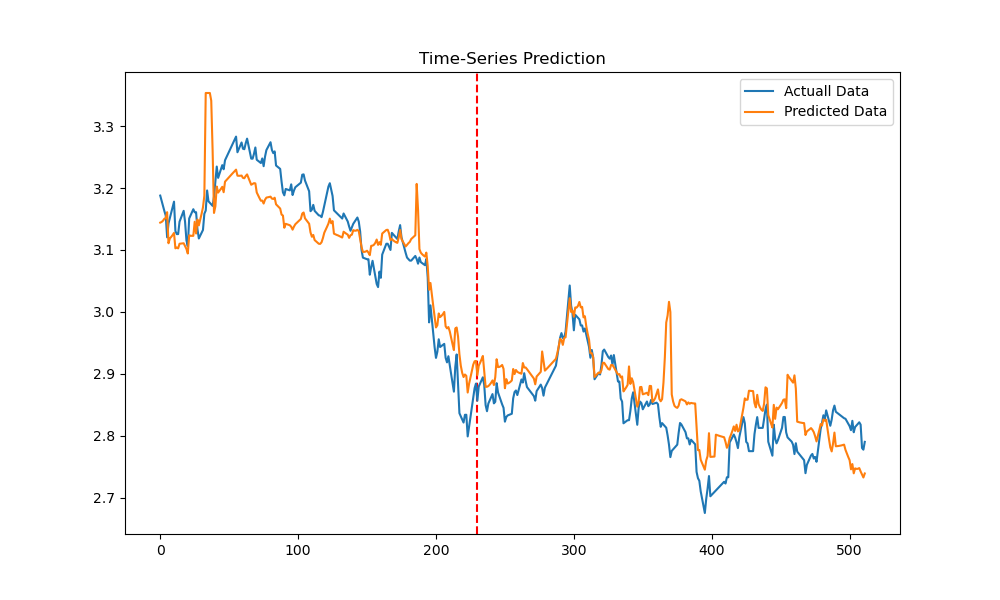 Time-Series Prediction
Actuall Data
Predicted Data
3.3
3.2
3.1
3.0
2.9
2.8
2.7
0 100 200 300 400 500